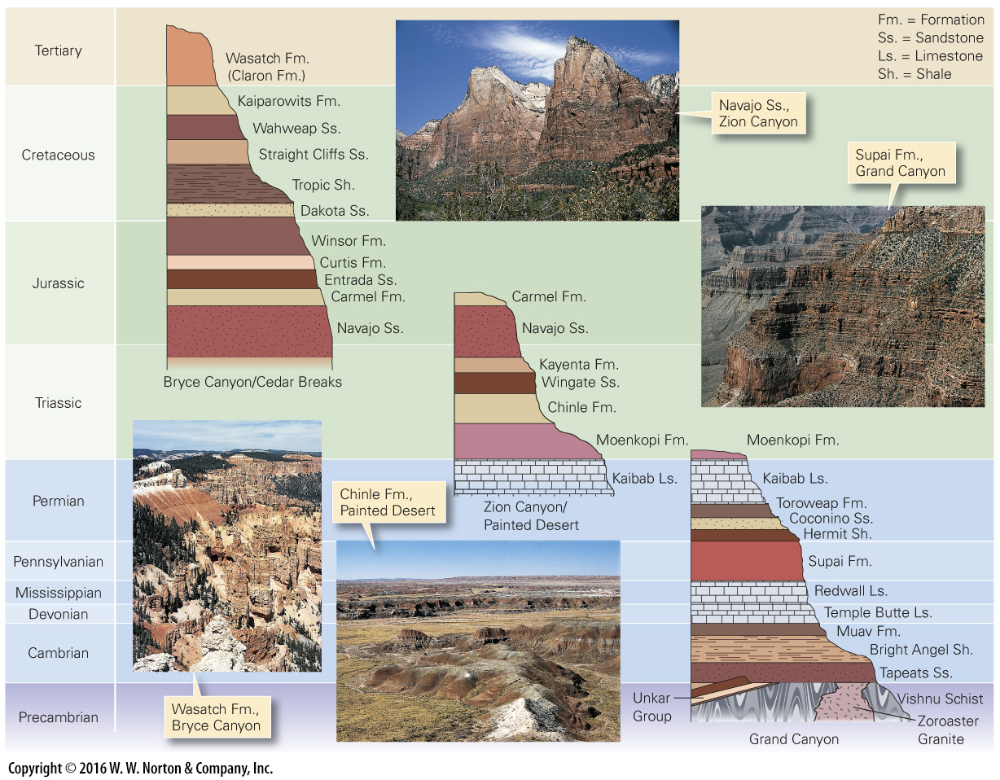 Fm. = Formation
Ss. = Sandstone
Ls. = Limestone
Sh. = Shale
Tertiary
Cretaceous
Jurassic
Triassic
Permian
Pennsylvanian
Mississippian
Devonian
Cambrian
Precambrian
Wasatch Fm.
(Claron Fm.)
Kaiparowits Fm.
Wahweap Ss.
Straight Cliffs Ss.
Tropic Sh.
Dakota Ss.
Winsor Fm.
Curtis Fm.
Entrada Ss.
Carmel Fm.
Navajo Ss.
Bryce Canyon/Cedar Breaks
Navajo Ss.,
Zion Canyon
Supai Fm.,
Grand Canyon
Carmel Fm.
Navajo Ss.
Kayenta Fm.
Wingate Ss.
Chinle Fm.
Moenkopi Fm.
Kaibab Ls.
Zion Canyon/
Painted Desert
Chinle Fm.,
Painted Desert
Wasatch Fm.,
Bryce Canyon
Moenkopi Fm.
Kaibab Ls.
Toroweap Fm.
Coconino Ss.
Hermit Sh.
Supai Fm.
Redwall Ls.
Temple Butte Ls.
Muav Fm.
Bright Angel Sh.
Tapeats Ss.
Unkar
Group
Vishnu Schist
Zoroaster
Granite
Grand Canyon
Copyright © 2016 W. W. Norton & Company, Inc.